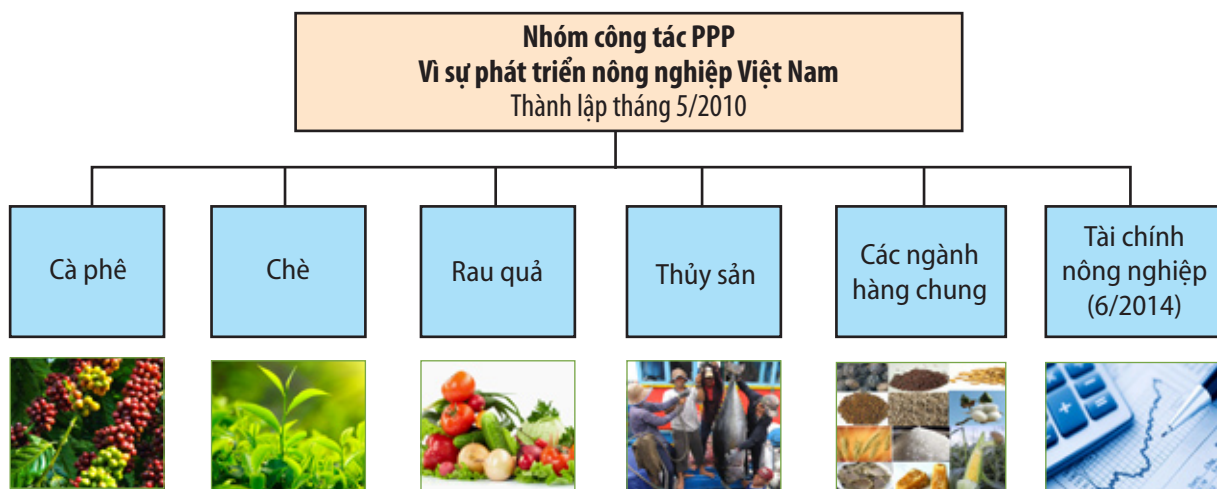 Nhóm công tác PPP
Vì sự phát triển nông nghiệp Việt Nam
Thành lập tháng 5/2010
Cà phê
Chè
Rau quả
Thủy sản
Các ngành
hàng chung
Tài chính
nông nghiệp
(6/2014)